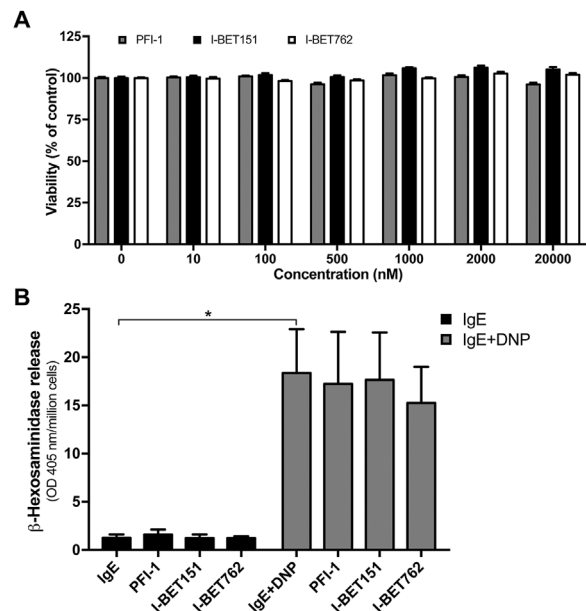 A
PFI-1 I-BET151 I-BET762
Viability (% of control)
125
100
75
50
25
0
0 10 100 500 1000 2000 20000
Concentration (nM)
B
β-Hexosaminidase release
(OD 405 nm/million cells)
25
20
15
10
5
0
*
IgE
IgE+DNP
IgE PFI-1 I-BET151 I-BET762 IgE+DNP PFI-1 I-BET151 I-BET762